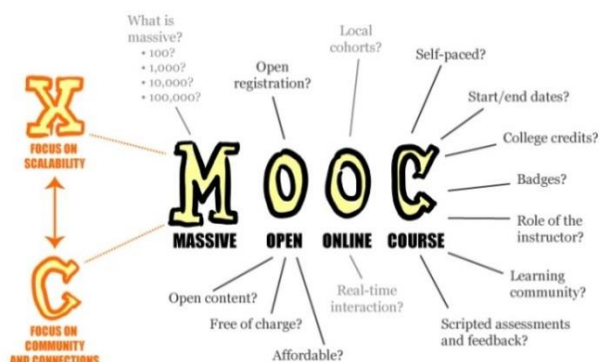 What is
massive?
• 100?
• 1,000?
• 10,000?
• 100,000?
Open
registration?
Local
cohorts?
Self-paced?
Start/end dates?
College credits?
Badges?
Role of the
instructor?
Learning
community?
Scripted assessments
and feedback?
X
FOCUS ON
SCALABILITY
C
FOCUS ON
COMMUNITY
AND CONNECTIONS
MOOC
MASSIVE OPEN ONLINE COURSE
Open content?
Free of charge?
Affordable?
Real-time
interaction?